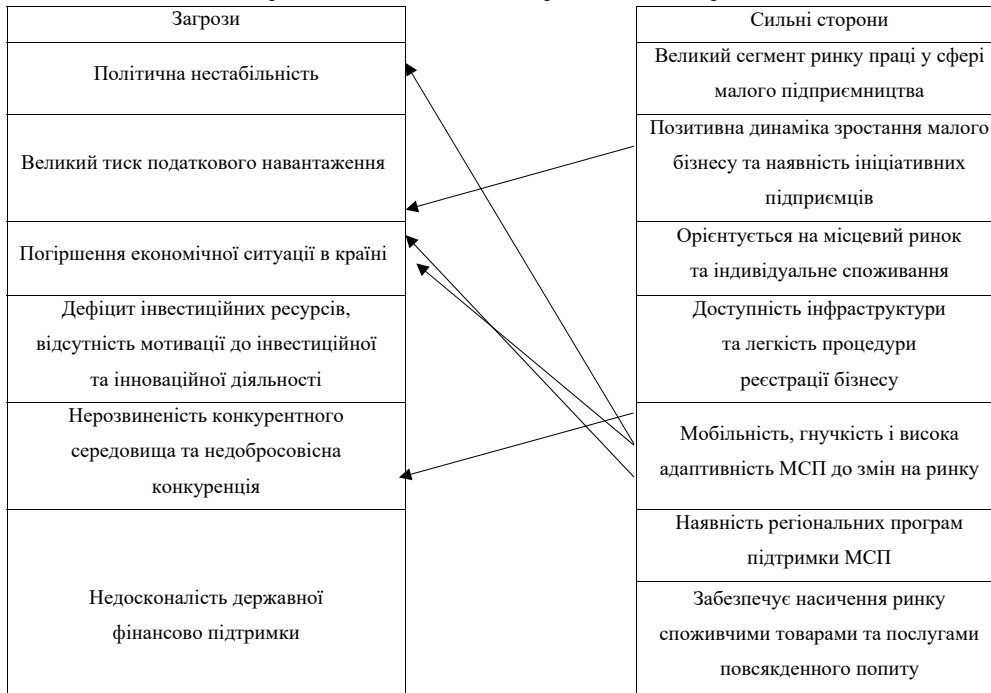 Загрози
Політична нестабільність
Великий тиск податкового навантаження
Погіршення економічної ситуації в країні
Дефіцит інвестиційних ресурсів,
відсутність мотивації до інвестиційної
та інноваційної діяльності
Нерозвиненість конкурентного
середовища та недобросовісна
конкуренція
Недосконалість державної
фінансово підтримки
Сильні сторони
Великий сегмент ринку праці у сфері
малого підприємництва
Позитивна динаміка зростання малого
бізнесу та наявність ініціативних
підприємців
Орієнтується на місцевий ринок
та індивідуальне споживання
Доступність інфраструктури
та легкість процедури
реєстрації бізнесу
Мобільність, гнучкість і висока
адаптивність МСП до змін на ринку
Наявність регіональних програм
підтримки МСП
Забезпечує насичення ринку
споживчими товарами та послугами
повсякденного попиту